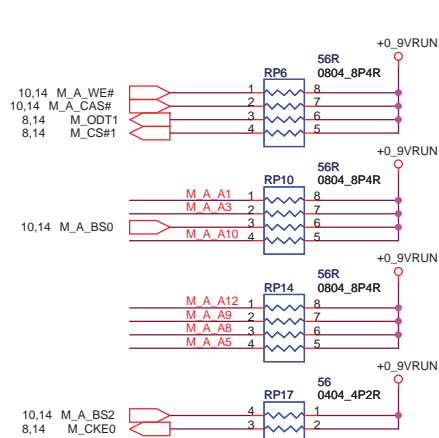 +0_9VRUN
56R
RP6 0804_8P4R
10,14 M_A_WE# 1 8
10,14 M_A_CAS# 2 7
8,14 M_ODT1 3 6
8,14 M_CS#1 4 5
+0_9VRUN
56R
RP10 0804_8P4R
M_A_A1 1 8
M_A_A3 2 7
10,14 M_A_BS0 3 6
M_A_A10 4 5
+0_9VRUN
56R
RP14 0804_8P4R
M_A_A12 1 8
M_A_A9 2 7
M_A_A8 3 6
M_A_A5 4 5
+0_9VRUN
56
RP17 0404_4P2R
10,14 M_A_BS2 4 1
8,14 M_CKE0 3 2